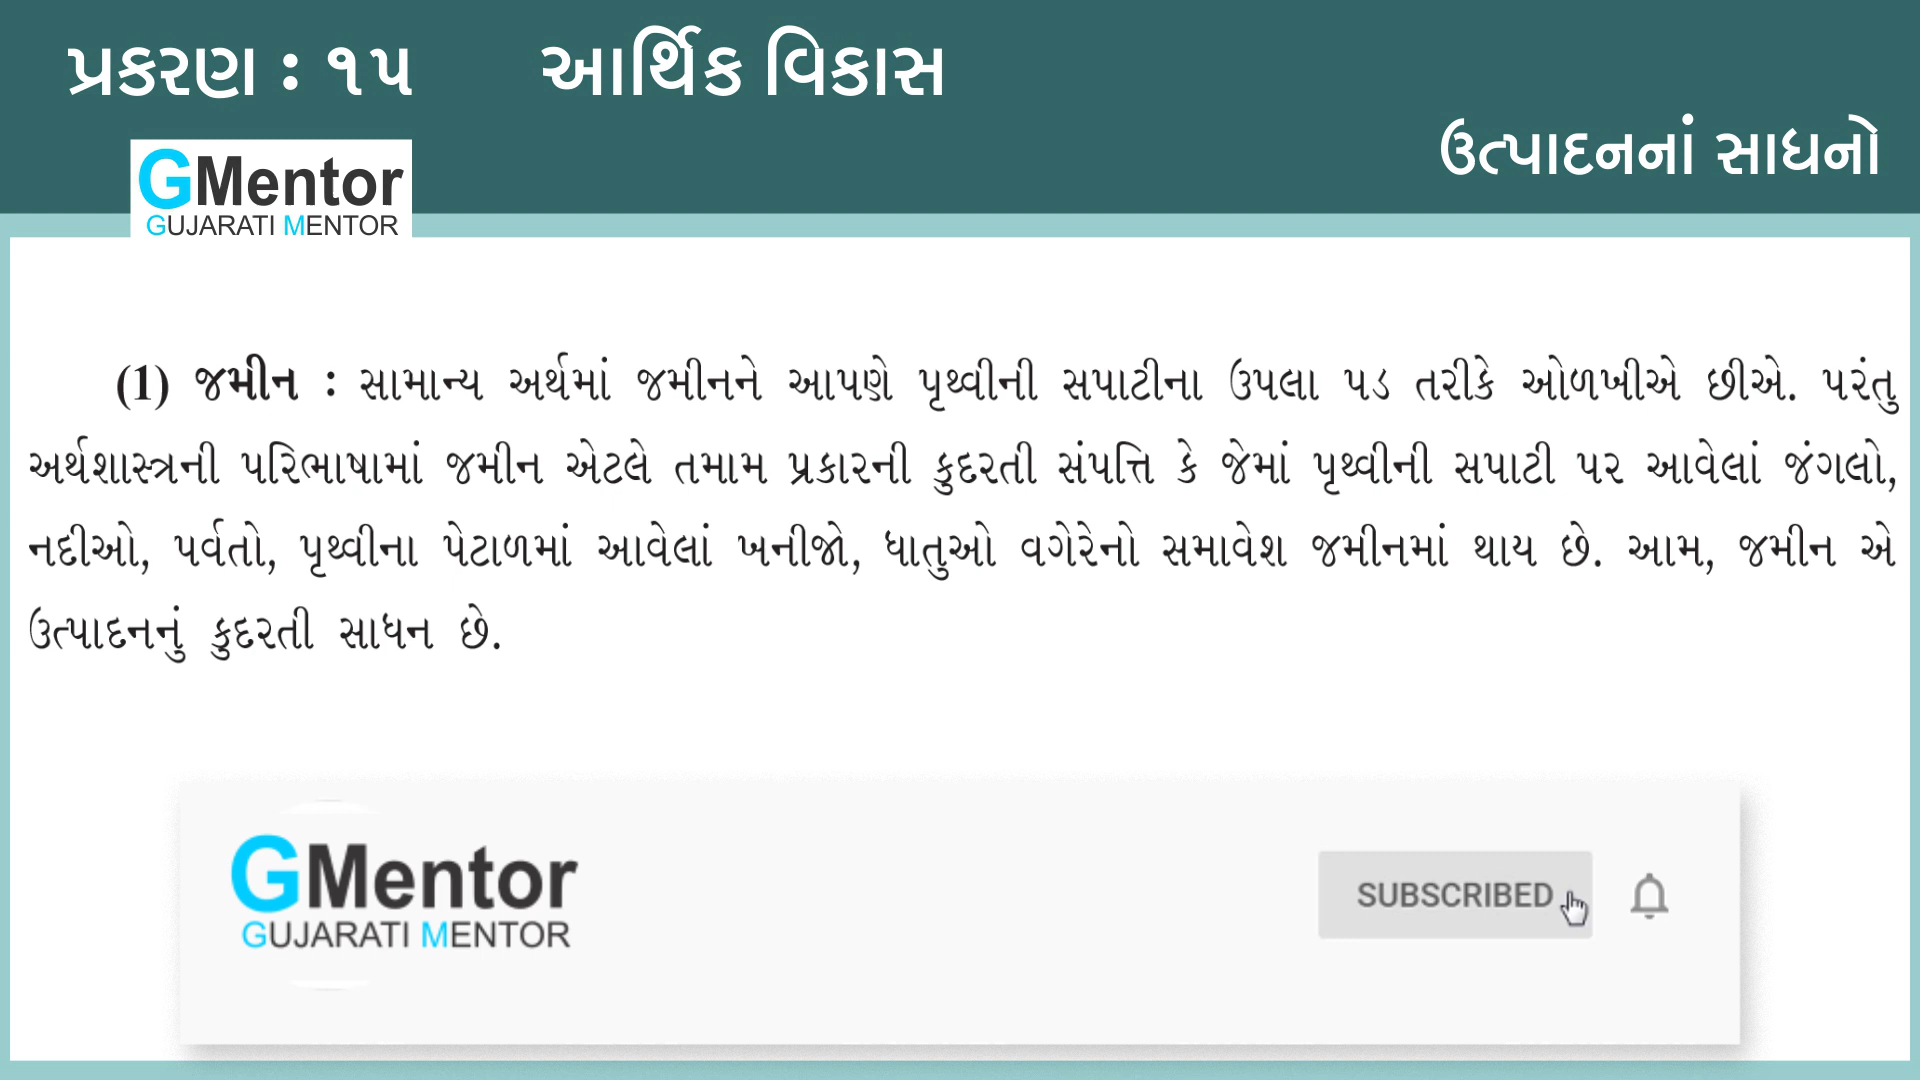 પ્રકરણ : ૧૫ આર્થિક વિકાસ
ઉત્પાદનનાં સાધનો
GMentor
GUJARATI MENTOR
(1) જમીન : સામાન્ય અર્થમાં જમીનને આપણે પૃથ્વીની સપાટીના ઉપલા પડ તરીકે ઓળખીએ છીએ. પરંતુ
અર્થશાસ્ત્રની પરિભાષામાં જમીન એટલે તમામ પ્રકારની કુદરતી સંપત્તિ કે જેમાં પૃથ્વીની સપાટી પર આવેલાં જંગલો,
નદીઓ, પર્વતો, પૃથ્વીના પેટાળમાં આવેલાં ખનીજો, ધાતુઓ વગેરેનો સમાવેશ જમીનમાં થાય છે. આમ, જમીન એ
ઉત્પાદનનું કુદરતી સાધન છે.
GMentor
GUJARATI MENTOR
SUBSCRIBED